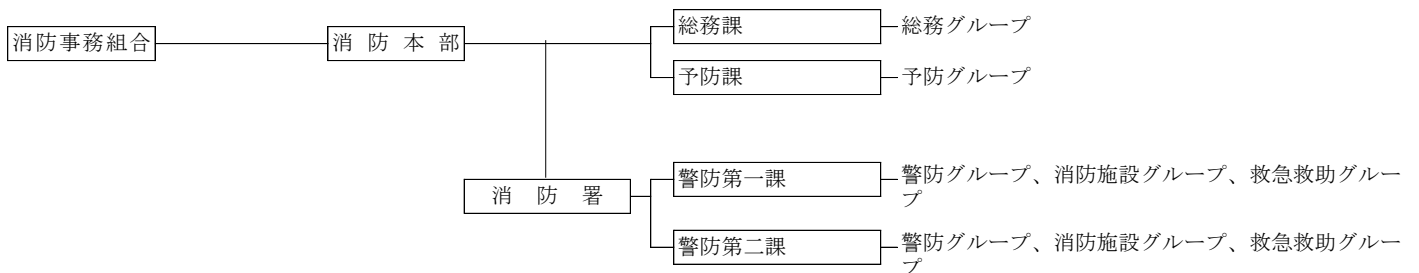 消防事務組合
消防本部
総務課
総務グループ
予防課
予防グループ
消防署
警防第一課
警防グループ、消防施設グループ、救急救助グルー
プ
警防第二課
警防グループ、消防施設グループ、救急救助グルー
プ